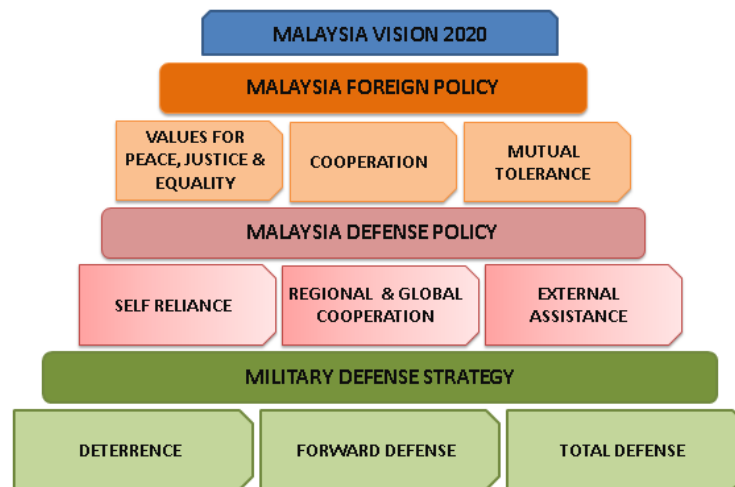 MALAYSIA VISION 2020
MALAYSIA FOREIGN POLICY
VALUES FOR
PEACE, JUSTICE &
EQUALITY
COOPERATION
MUTUAL
TOLERANCE
MALAYSIA DEFENSE POLICY
SELF RELIANCE
REGIONAL & GLOBAL
COOPERATION
EXTERNAL
ASSISTANCE
MILITARY DEFENSE STRATEGY
DETERRENCE
FORWARD DEFENSE
TOTAL DEFENSE